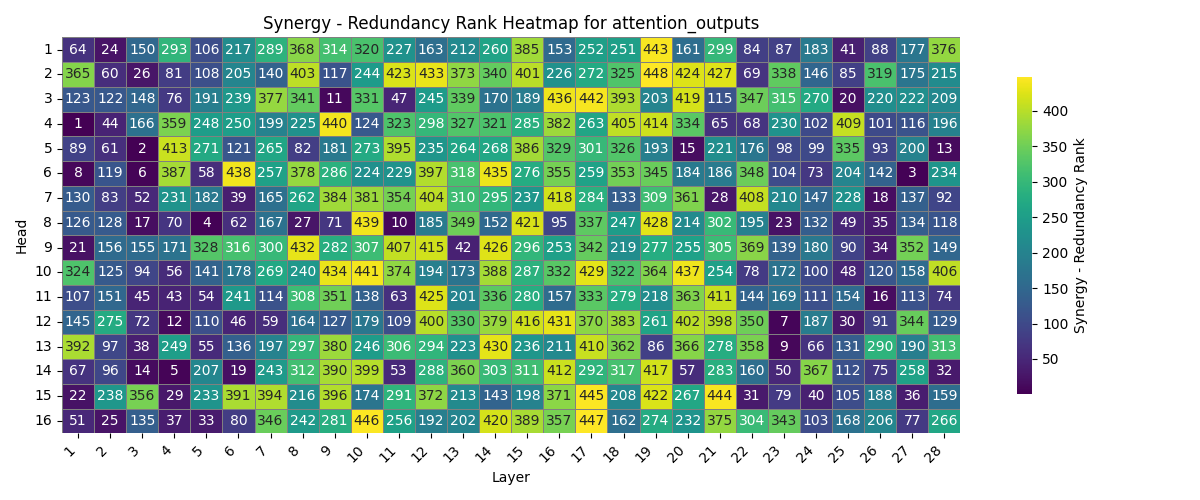 Synergy - Redundancy Rank Heatmap for attention_outputs
1 64 24 150 293 106 217 289 368 314 320 227 163 212 260 385 153 252 251 443 161 299 84 87 183 41 88 177 376
2 365 60 26 81 108 205 140 403 117 244 423 433 373 340 401 226 272 325 448 424 427 69 338 146 85 319 175 215
3 123 122 148 76 191 239 377 341 11 331 47 245 339 170 189 436 442 393 203 419 115 347 315 270 20 220 222 209
4 1 44 166 359 248 250 199 225 440 124 323 298 327 321 285 382 263 405 414 334 65 68 230 102 409 101 116 196
5 89 61 2 413 271 121 265 82 181 273 395 235 264 268 386 329 301 326 193 15 221 176 98 99 335 93 200 13
6 8 119 6 387 58 438 257 378 286 224 229 397 318 435 276 355 259 353 345 184 186 348 104 73 204 142 3 234
7 130 83 52 231 182 39 165 262 384 381 354 404 310 295 237 418 284 133 309 361 28 408 210 147 228 18 137 92
8 126 128 17 70 4 62 167 27 71 439 10 185 349 152 421 95 337 247 428 214 302 195 23 132 49 35 134 118
9 21 156 155 171 328 316 300 432 282 307 407 415 42 426 296 253 342 219 277 255 305 369 139 180 90 34 352 149
10 324 125 94 56 141 178 269 240 434 441 374 194 173 388 287 332 429 322 364 437 254 78 172 100 48 120 158 406
11 107 151 45 43 54 241 114 308 351 138 63 425 201 336 280 157 333 279 218 363 411 144 169 111 154 16 113 74
12 145 275 72 12 110 46 59 164 127 179 109 400 330 379 416 431 370 383 261 402 398 350 7 187 30 91 344 129
13 392 97 38 249 55 136 197 297 380 246 306 294 223 430 236 211 410 362 86 366 278 358 9 66 131 290 190 313
14 67 96 14 5 207 19 243 312 390 399 53 288 360 303 311 412 292 317 417 57 283 160 50 367 112 75 258 32
15 22 238 356 29 233 391 394 216 396 174 291 372 213 143 198 371 445 208 422 267 444 31 79 40 105 188 36 159
16 51 25 135 37 33 80 346 242 281 446 256 192 202 420 389 357 447 162 274 232 375 304 343 103 168 206 77 266
1 2 3 4 5 6 7 8 9 10 11 12 13 14 15 16 17 18 19 20 21 22 23 24 25 26 27 28
Layer
Head
400
350
300
250
200
150
100
50
Synergy - Redundancy Rank